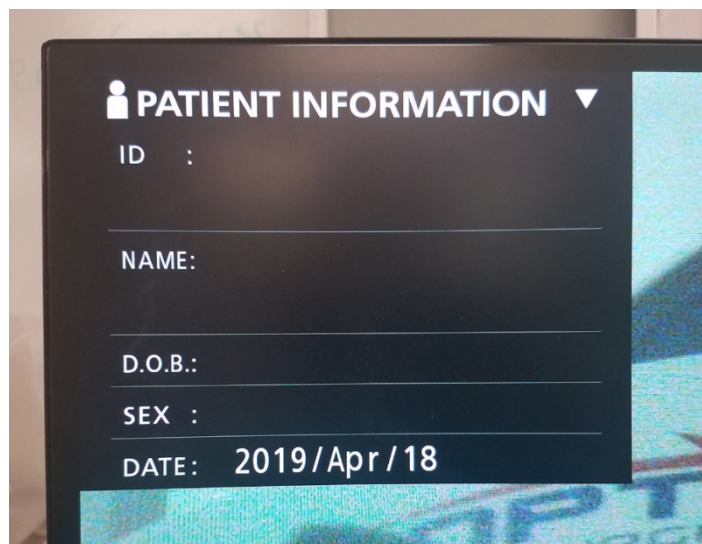 PATIENT INFORMATION ▼
ID :
NAME:
D.O.B.:
SEX :
DATE: 2019/Apr/18